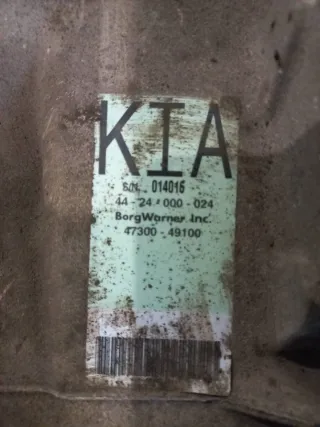 KIA
S/N. 014016
44-24-000-024
BorgWarner Inc.
47300-49100